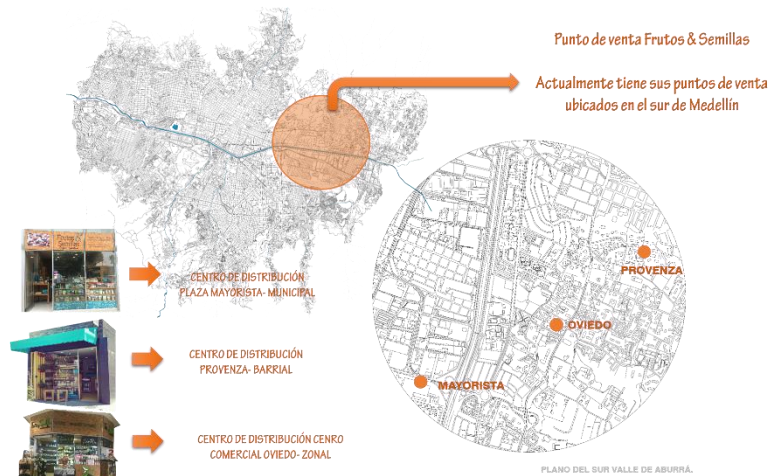 Punto de venta Frutos & Semillas
Actualmente tiene sus puntos de venta
ubicados en el sur de Medellín
Frutos &
Semillas
CENTRO DE DISTRIBUCIÓN
PLAZA MAYORISTA- MUNICIPAL
CENTRO DE DISTRIBUCIÓN
PROVENZA- BARRIAL
CENTRO DE DISTRIBUCIÓN CENRO
COMERCIAL OVIEDO- ZONAL
PROVENZA
OVIEDO
MAYORISTA
PLANO DEL SUR VALLE DE ABURRÁ.